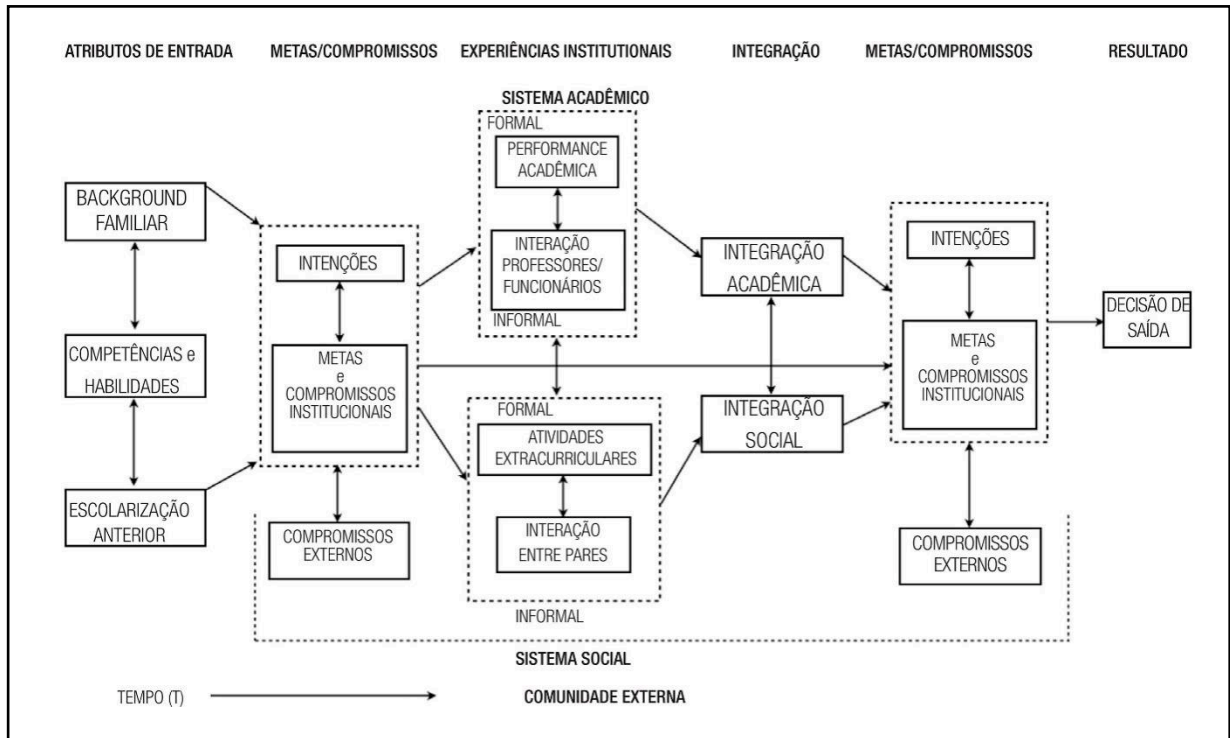 ATRIBUTOS DE ENTRADA
METAS/COMPROMISSOS
EXPERIÊNCIAS INSTITUTIONAIS
INTEGRAÇÃO
METAS/COMPROMISSOS
RESULTADO
BACKGROUND
FAMILIAR
COMPETÊNCIAS e
HABILIDADES
ESCOLARIZAÇÃO
ANTERIOR
INTENÇÕES
METAS
e
COMPROMISSOS
INSTITUCIONAIS
COMPROMISSOS
EXTERNOS
SISTEMA ACADÊMICO
FORMAL
PERFORMANCE
ACADÊMICA
INTERAÇÃO
PROFESSORES/
FUNCIONÁRIOS
INFORMAL
FORMAL
ATIVIDADES
EXTRACURRICULARES
INTERAÇÃO
ENTRE PARES
INFORMAL
SISTEMA SOCIAL
INTEGRAÇÃO
ACADÊMICA
INTEGRAÇÃO
SOCIAL
INTENÇÕES
METAS
e
COMPROMISSOS
INSTITUCIONAIS
COMPROMISSOS
EXTERNOS
DECISÃO DE
SAÍDA
TEMPO (T)
COMUNIDADE EXTERNA